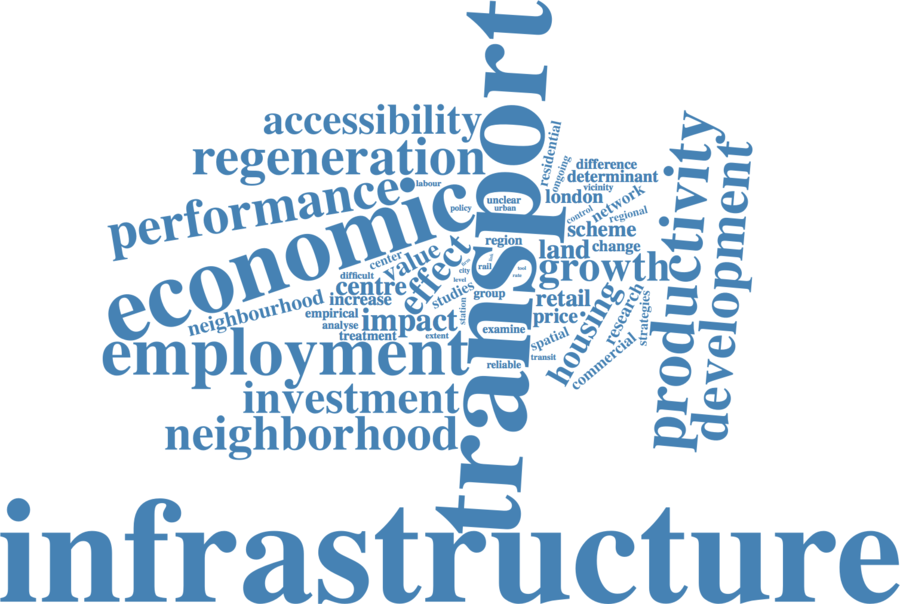 transport
accessibility
regeneration
performance
labour
economic
policy
unclear
urban
residential
ongoing
difference
determinant
vicinity
london
network
control
regional
scheme
productivity
development
region
land
change
growth
center
value
effect
difficult
centre
city
level
rail
neighbourhood
increase
studies
group
retail
empirical
station
analyse
impact
treatment
extent
price
housing
research
strategies
examine
spatial
transit
commercial
employment
reliable
investment
neighborhood
infrastructure